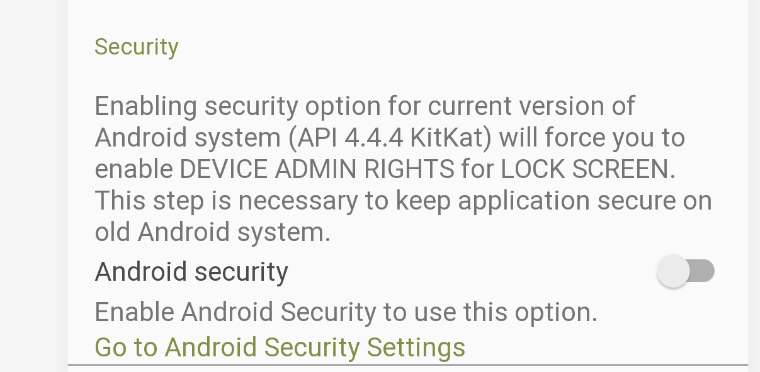 Security
Enabling security option for current version of
Android system (API 4.4.4 KitKat) will force you to
enable DEVICE ADMIN RIGHTS for LOCK SCREEN.
This step is necessary to keep application secure on
old Android system.
Android security
Enable Android Security to use this option.
Go to Android Security Settings